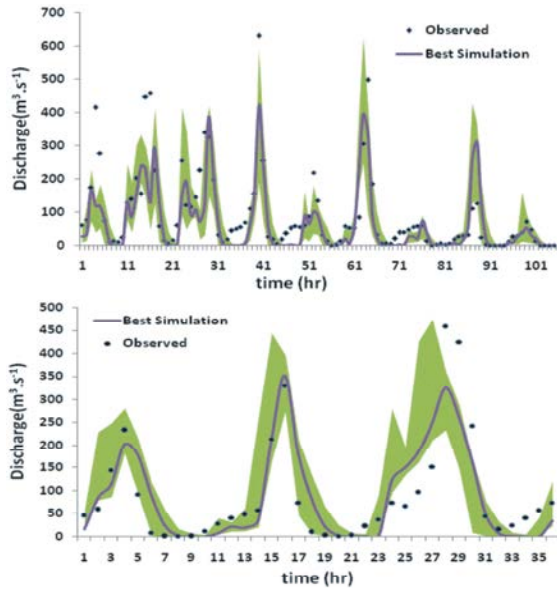 700
600
500
400
300
200
100
0
Discharge(m³.s⁻¹)
Observed
Best Simulation
1 11 21 31 41 51 61 71 81 91 101
time (hr)
500
450
400
350
300
250
200
150
100
50
0
Discharge(m³.s⁻¹)
Best Simulation
Observed
1 3 5 7 9 11 13 15 17 19 21 23 25 27 29 31 33 35
time (hr)